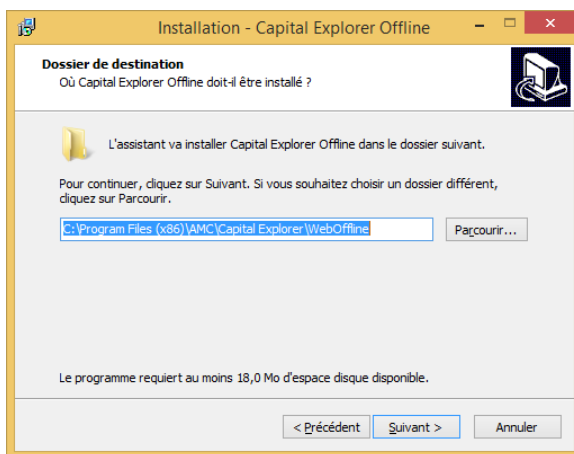 Installation - Capital Explorer Offline
Dossier de destination
Où Capital Explorer Offline doit-il être installé ?
L'assistant va installer Capital Explorer Offline dans le dossier suivant.
Pour continuer, cliquez sur Suivant. Si vous souhaitez choisir un dossier différent,
cliquez sur Parcourir.
C:\Program Files (x86)\AMC\Capital Explorer\WebOffline
Parcourir...
Le programme requiert au moins 18,0 Mo d'espace disque disponible.
< Précédent
Suivant >
Annuler